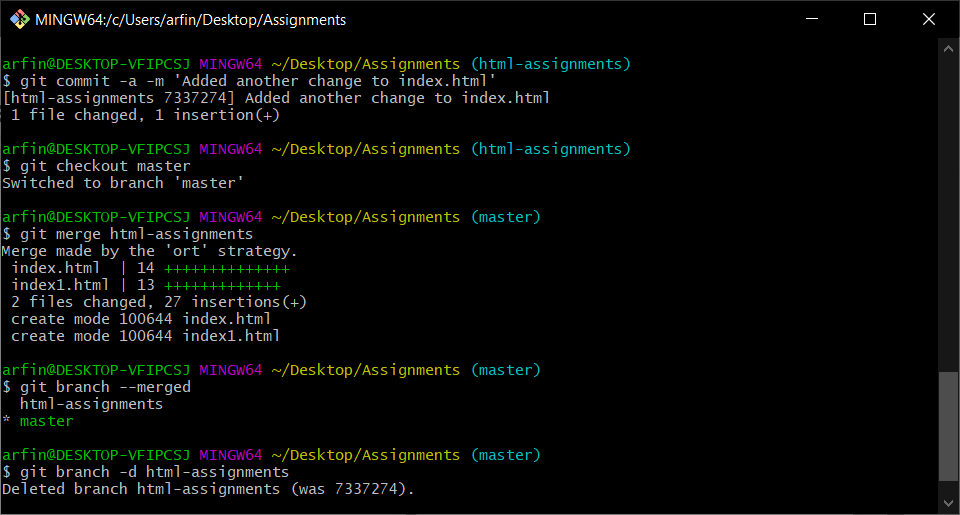 MINGW64:/c/Users/arfin/Desktop/Assignments
arfin@DESKTOP-VFIPCSJ MINGW64 ~/Desktop/Assignments (html-assignments)
$ git commit -a -m 'Added another change to index.html'
[html-assignments 7337274] Added another change to index.html
 1 file changed, 1 insertion(+)
arfin@DESKTOP-VFIPCSJ MINGW64 ~/Desktop/Assignments (html-assignments)
$ git checkout master
Switched to branch 'master'
arfin@DESKTOP-VFIPCSJ MINGW64 ~/Desktop/Assignments (master)
$ git merge html-assignments
Merge made by the 'ort' strategy.
 index.html  | 14 ++++++++++++++
 index1.html | 13 +++++++++++++
 2 files changed, 27 insertions(+)
 create mode 100644 index.html
 create mode 100644 index1.html
arfin@DESKTOP-VFIPCSJ MINGW64 ~/Desktop/Assignments (master)
$ git branch --merged
  html-assignments
* master
arfin@DESKTOP-VFIPCSJ MINGW64 ~/Desktop/Assignments (master)
$ git branch -d html-assignments
Deleted branch html-assignments (was 7337274).